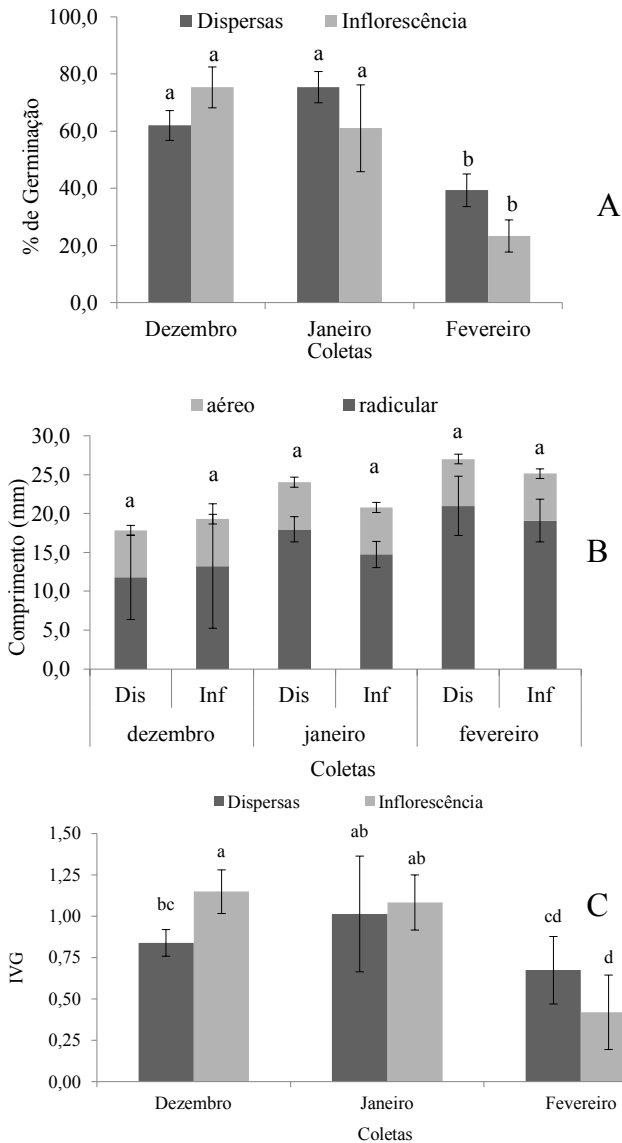 Dispersas Inflorescência
100,0
80,0
60,0
40,0
20,0
0,0
% de Germinação
a a a a b b
Dezembro Janeiro Fevereiro
Coletas
A
aéreo radicular
30,0
25,0
20,0
15,0
10,0
5,0
0,0
Comprimento (mm)
a a a a a a
Dis Inf Dis Inf Dis Inf
dezembro janeiro fevereiro
Coletas
B
Dispersas Inflorescência
1,50
1,25
1,00
0,75
0,50
0,25
0,00
IVG
bc a ab ab cd d
Dezembro Janeiro Fevereiro
Coletas
C